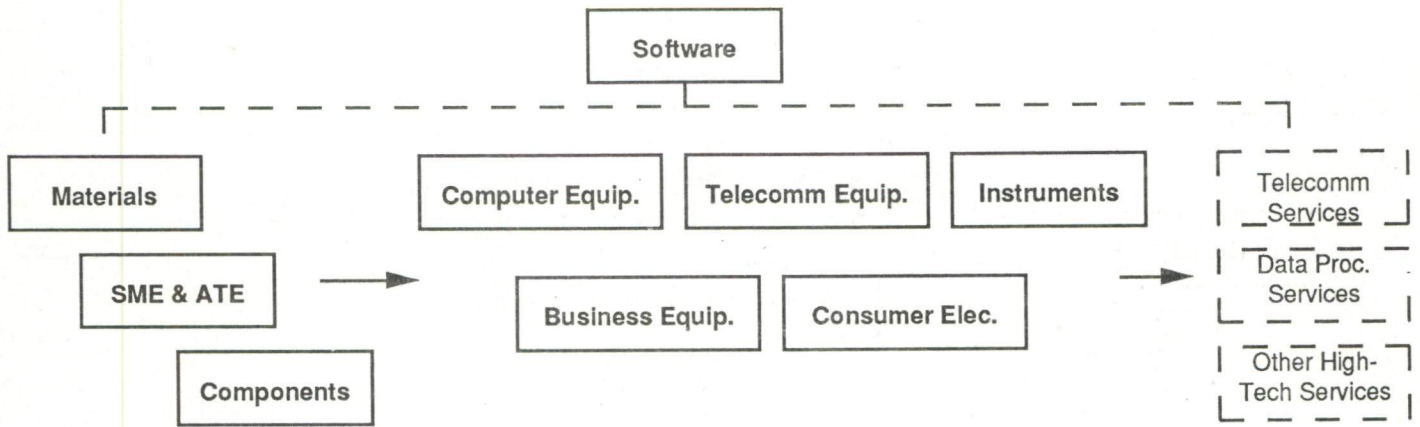 Software
Materials
Computer Equip.
Telecomm Equip.
Instruments
Telecomm
Services
SME & ATE
Business Equip.
Consumer Elec.
Data Proc.
Services
Components
Other High-
Tech Services